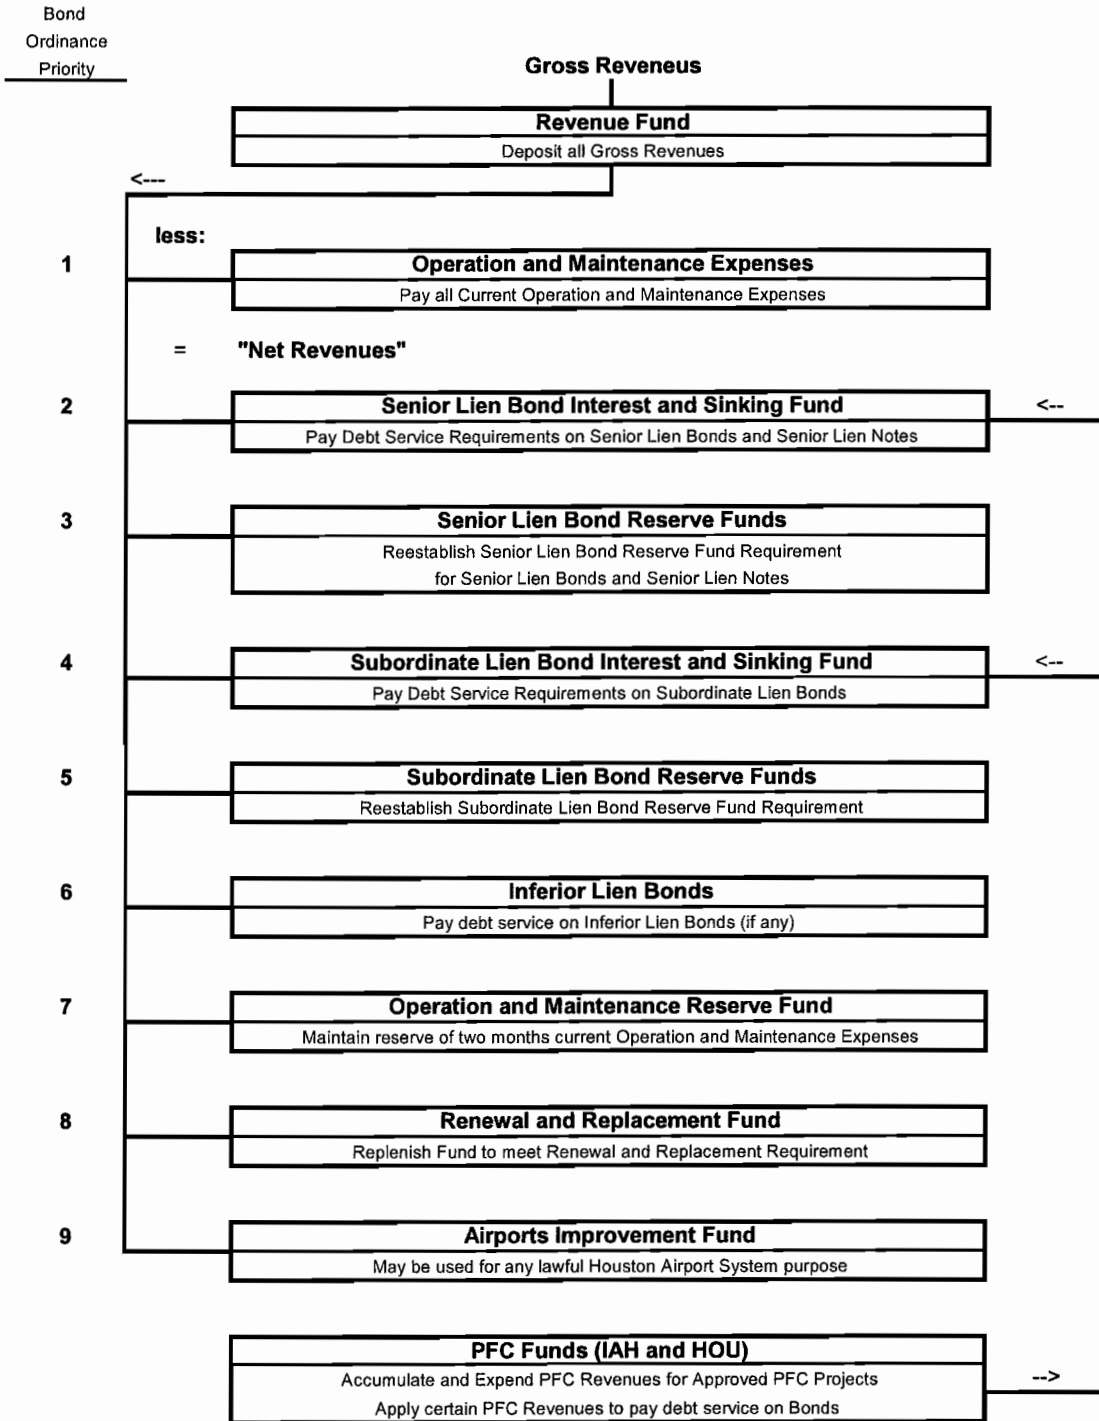 Bond
Ordinance
Priority
Gross Reveneus
Revenue Fund
Deposit all Gross Revenues
<---
less:
1
Operation and Maintenance Expenses
Pay all Current Operation and Maintenance Expenses
= "Net Revenues"
2
Senior Lien Bond Interest and Sinking Fund
<--
Pay Debt Service Requirements on Senior Lien Bonds and Senior Lien Notes
3
Senior Lien Bond Reserve Funds
Reestablish Senior Lien Bond Reserve Fund Requirement
for Senior Lien Bonds and Senior Lien Notes
4
Subordinate Lien Bond Interest and Sinking Fund
<--
Pay Debt Service Requirements on Subordinate Lien Bonds
5
Subordinate Lien Bond Reserve Funds
Reestablish Subordinate Lien Bond Reserve Fund Requirement
6
Inferior Lien Bonds
Pay debt service on Inferior Lien Bonds (if any)
7
Operation and Maintenance Reserve Fund
Maintain reserve of two months current Operation and Maintenance Expenses
8
Renewal and Replacement Fund
Replenish Fund to meet Renewal and Replacement Requirement
9
Airports Improvement Fund
May be used for any lawful Houston Airport System purpose
PFC Funds (IAH and HOU)
Accumulate and Expend PFC Revenues for Approved PFC Projects
-->
Apply certain PFC Revenues to pay debt service on Bonds